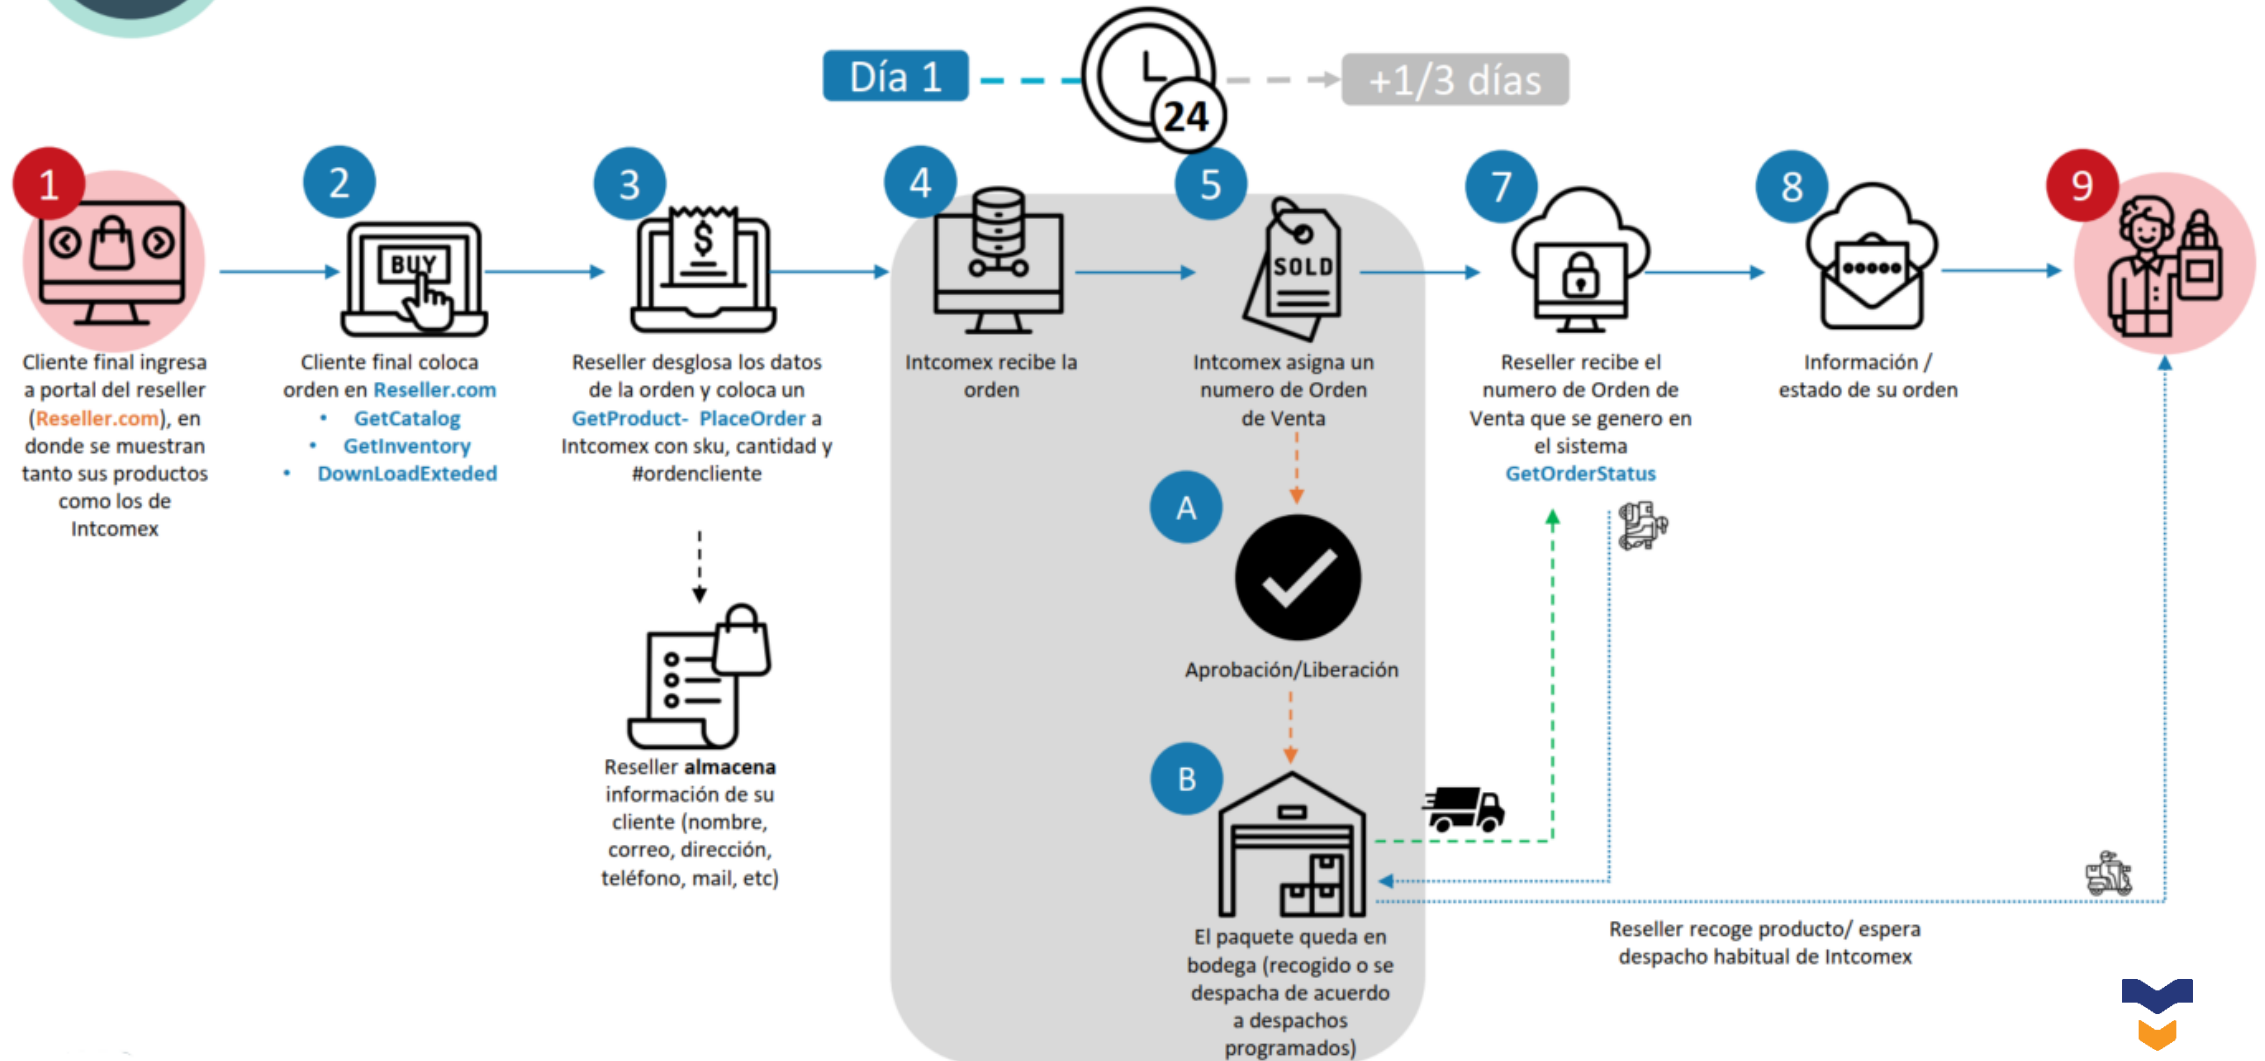 Día 1
24
+1/3 días
1
Cliente final ingresa
a portal del reseller
(Reseller.com), en
donde se muestran
tanto sus productos
como los de
Intcomex
2
BUY
Cliente final coloca
orden en Reseller.com
• GetCatalog
• GetInventory
• DownLoadExteded
3
$
Reseller desglosa los datos
de la orden y coloca un
GetProduct- PlaceOrder a
Intcomex con sku, cantidad y
#ordencliente
Reseller almacena
información de su
cliente (nombre,
correo, dirección,
teléfono, mail, etc)
4
Intcomex recibe la
orden
5
SOLD
Intcomex asigna un
numero de Orden
de Venta
A
Aprobación/Liberación
B
El paquete queda en
bodega (recogido o se
despacha de acuerdo
a despachos
programados)
7
Reseller recibe el
numero de Orden de
Venta que se genero en
el sistema
GetOrderStatus
8
Información /
estado de su orden
9
Reseller recoge producto/ espera
despacho habitual de Intcomex